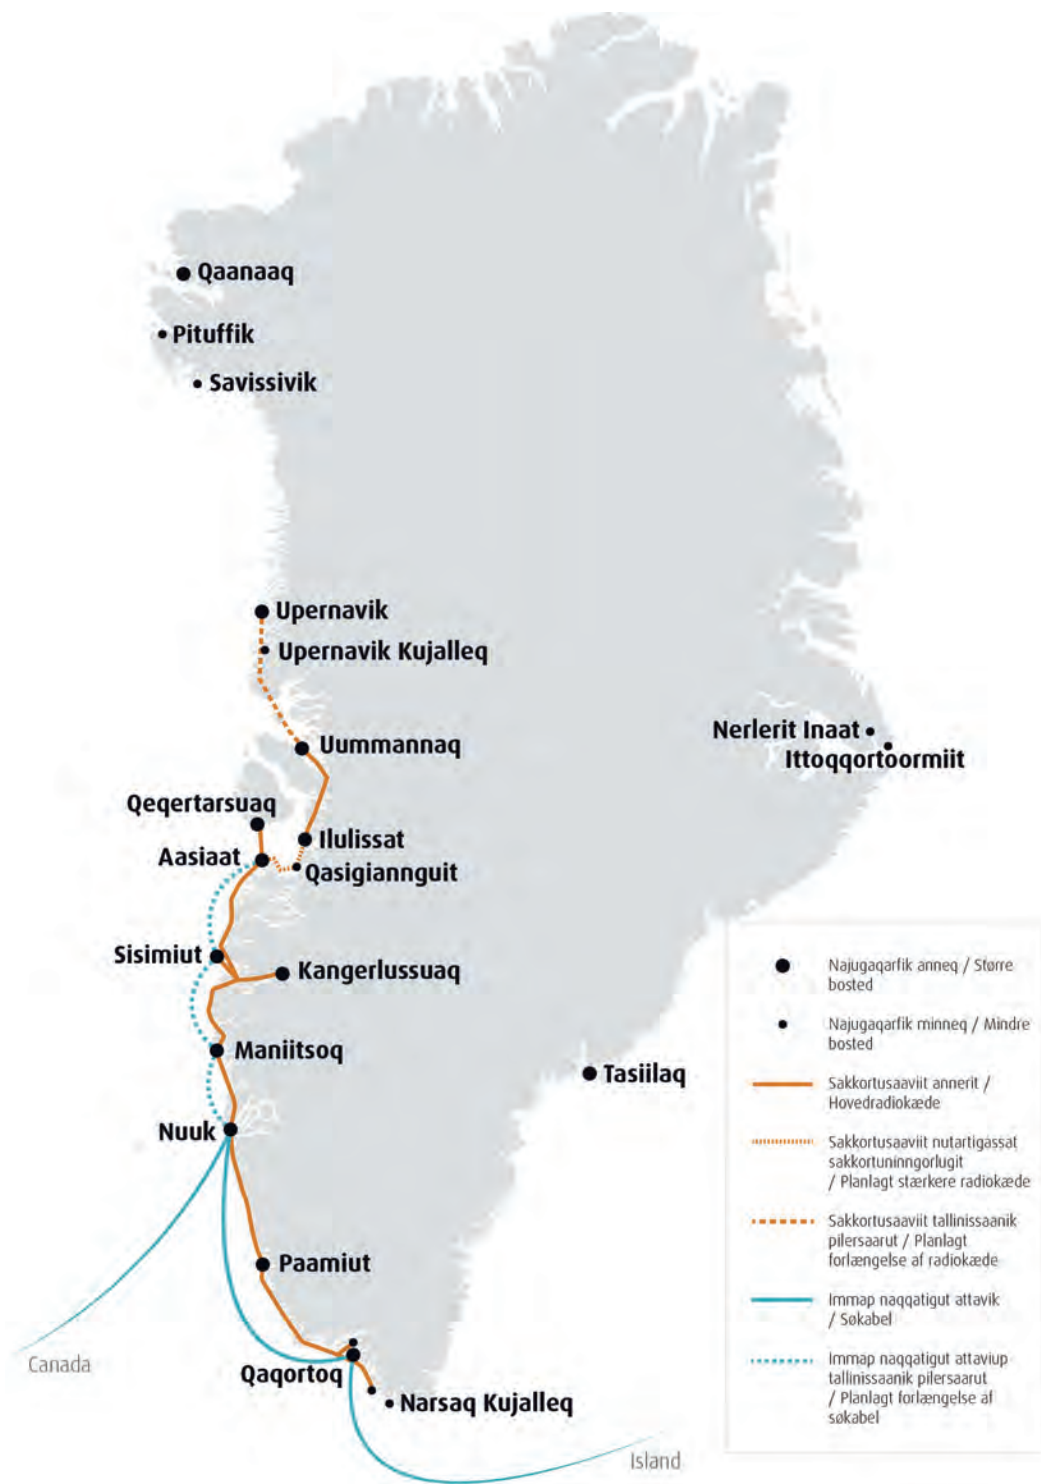 Qaanaaq
Pituffik
Savissivik
Upernavik
Upernavik Kujalleq
Uummannaq
Nerlerit Inaat
Ittoqqortoormiit
Qeqertarsuaq
Ilulissat
Aasiaat
Qasigiannguit
Sisimiut
Kangerlussuaq
Maniitsoq
Tasiilaq
Nuuk
Paamiut
Canada
Qaqortoq
Narsaq Kujalleq
Island
Najugaqarfik anneq / Større
bosted
Najugaqarfik minneq / Mindre
bosted
Sakkortusaaviit annerit /
Hovedradiokæde
Sakkortusaaviit nutartigassat
sakkortuninngorlugit
/ Planlagt stærkere radiokæde
Sakkortusaaviit tallinissaanik
pilersaarut / Planlagt
forlængelse af radiokæde
Immap naqqatigut attavik
/ Søkabel
Immap naqqatigut attaviup
tallinissaanik pilersaarut
/ Planlagt forlængelse af
søkabel